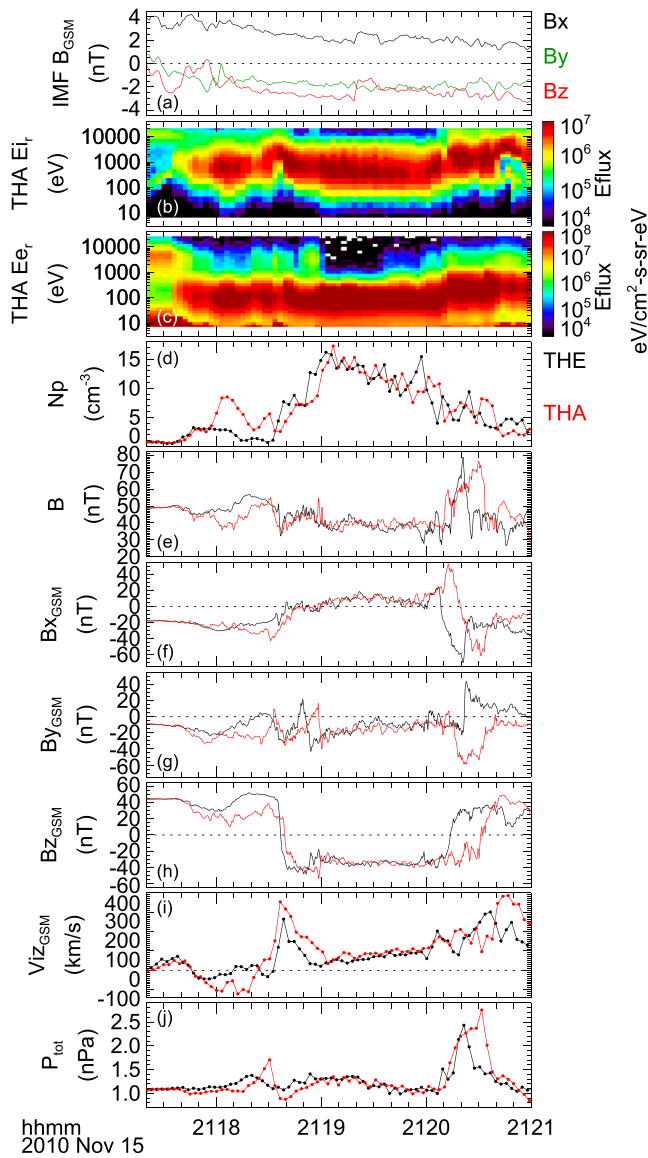 4
2
0
-2
-4
IMF B_GSM
(nT)
(a)
Bx
By
Bz
10000
1000
100
10
THA Ei_r
(eV)
(b)
10^7
10^6
10^5
10^4
Eflux
10000
1000
100
10
THA Ee_r
(eV)
(c)
10^8
10^7
10^6
10^5
10^4
Eflux
eV/cm^2-s-sr-eV
15
10
5
0
Np
(cm^-3)
(d)
THE
THA
80
70
60
50
40
30
20
B
(nT)
(e)
40
20
0
-20
-40
-60
Bx_GSM
(nT)
(f)
40
20
0
-20
-40
-60
By_GSM
(nT)
(g)
60
40
20
0
-20
-40
-60
Bz_GSM
(nT)
(h)
400
300
200
100
0
-100
Viz_GSM
(km/s)
(i)
2.5
2.0
1.5
1.0
P_tot
(nPa)
(j)
hhmm
2118
2119
2120
2121
2010 Nov 15